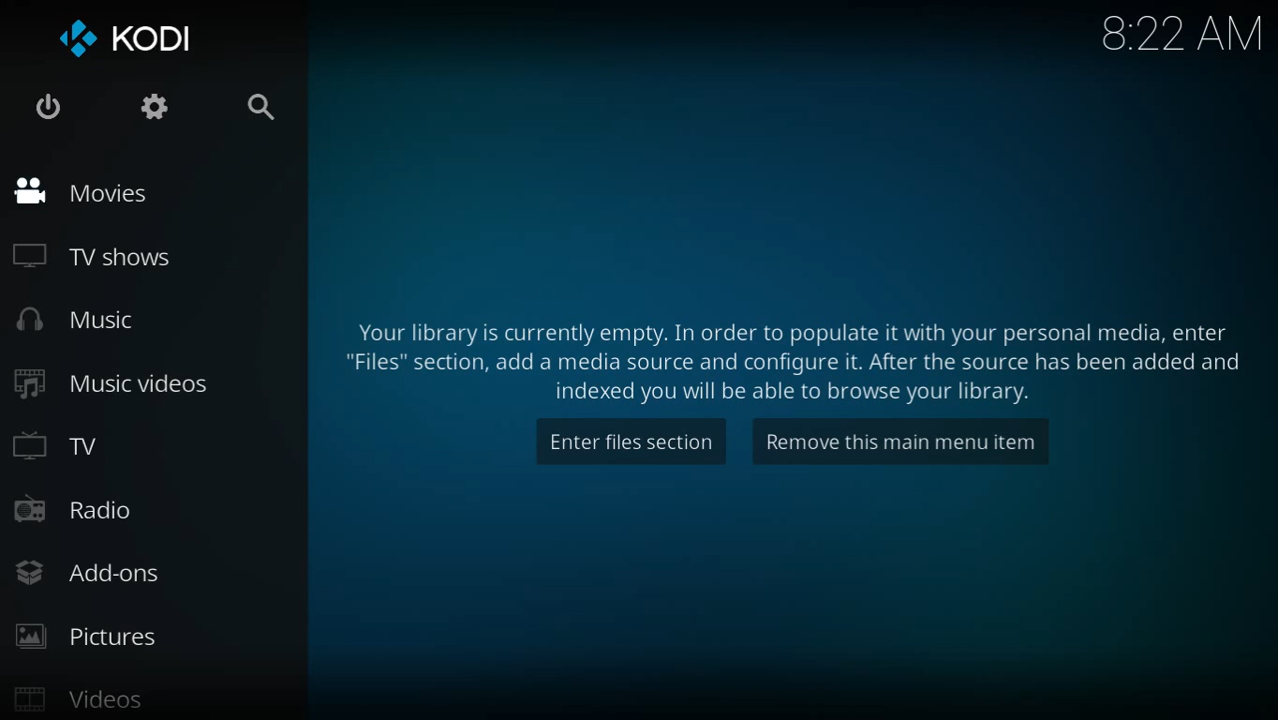 KODI
8:22 AM
Movies
TV shows
Music
Music videos
TV
Radio
Add-ons
Pictures
Videos
Your library is currently empty. In order to populate it with your personal media, enter
"Files" section, add a media source and configure it. After the source has been added and
indexed you will be able to browse your library.
Enter files section
Remove this main menu item